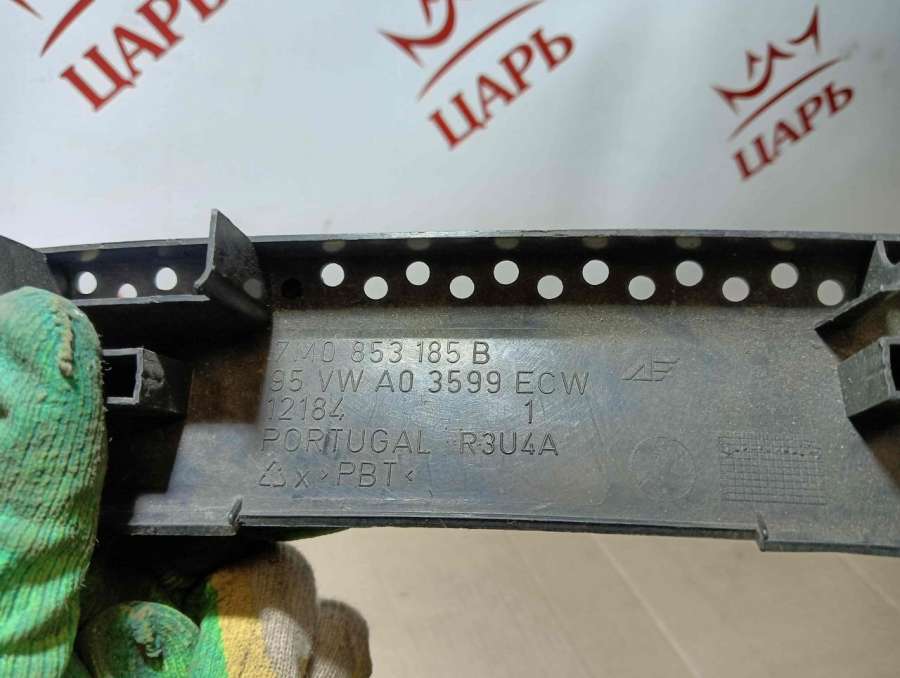 ЦАРЬ
ЦАРЬ
ЦАРЬ
7M0 853 185 B
95 VW A0 3599 ECW
12184 1
PORTUGAL R3U4A
>PBT<